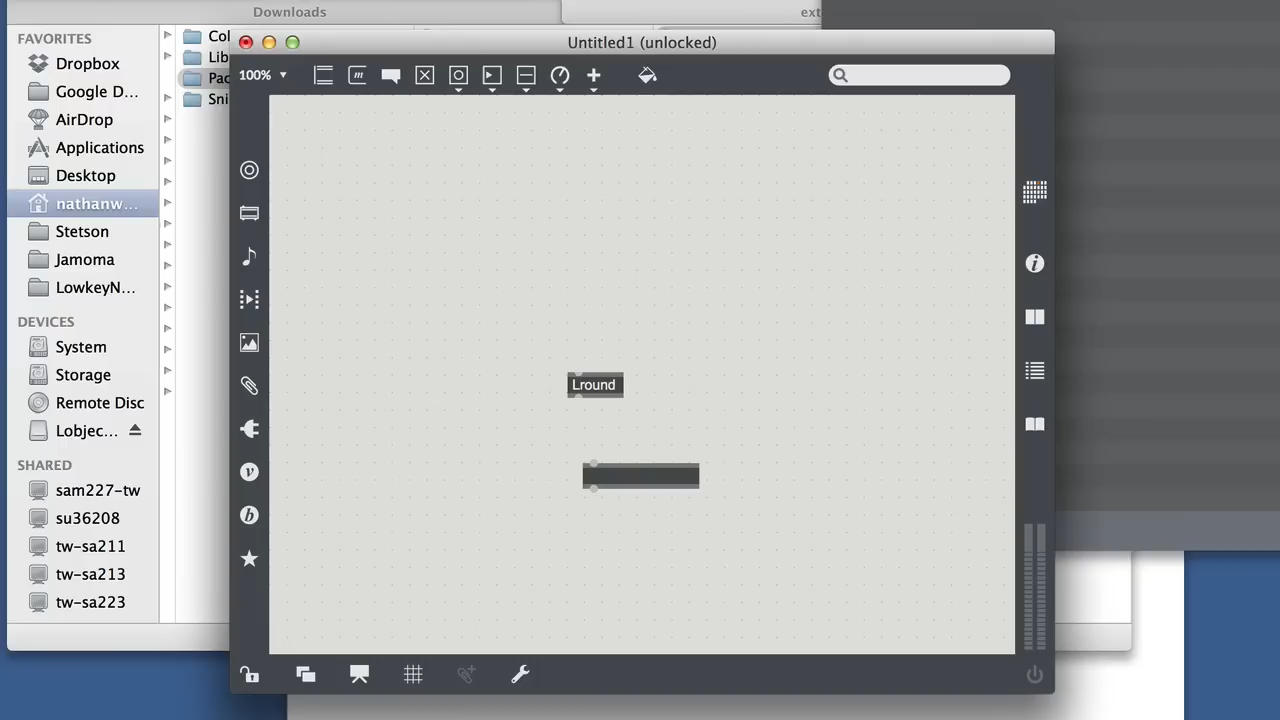 Downloads
ext
FAVORITES
Dropbox
Google D...
AirDrop
Applications
Desktop
nathanw...
Stetson
Jamoma
LowkeyN...
DEVICES
System
Storage
Remote Disc
Lobjec...
SHARED
sam227-tw
su36208
tw-sa211
tw-sa213
tw-sa223
Col
Lib
Pac
Sni
Untitled1 (unlocked)
100%
m
Lround
i
v
b